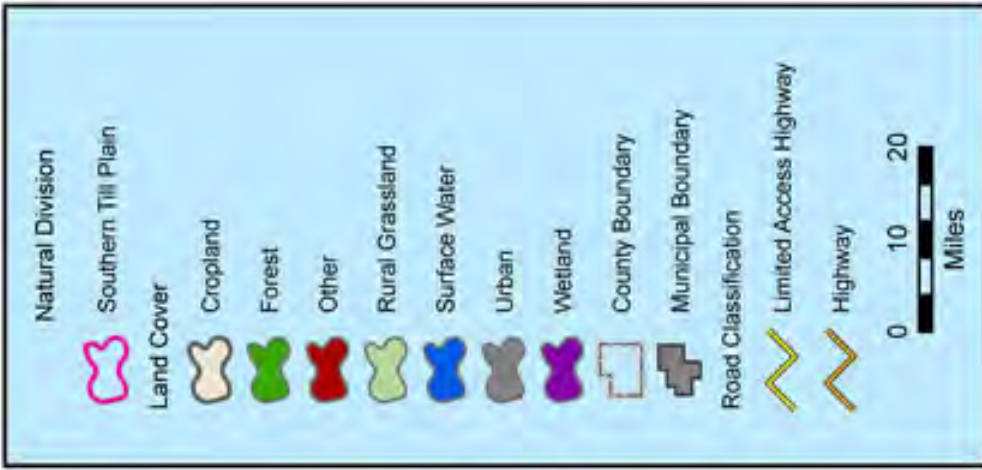 Natural Division
Southern Till Plain
Land Cover
Cropland
Forest
Other
Rural Grassland
Surface Water
Urban
Wetland
County Boundary
Municipal Boundary
Road Classification
Limited Access Highway
Highway
0 10 20
Miles